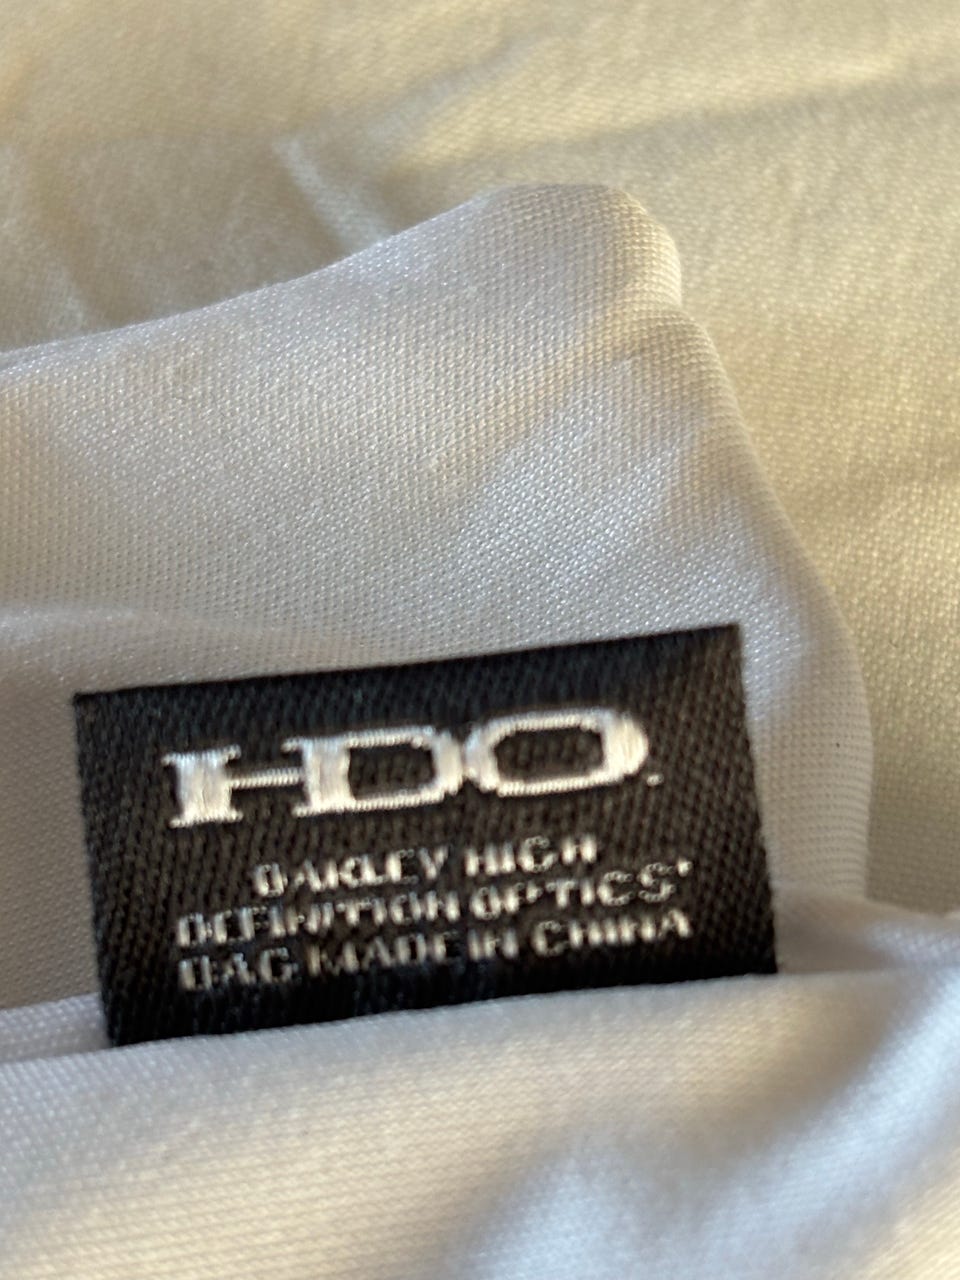 HDO.
OAKLEY HIGH
DEFINITION OPTICS
BAG MADE IN CHINA